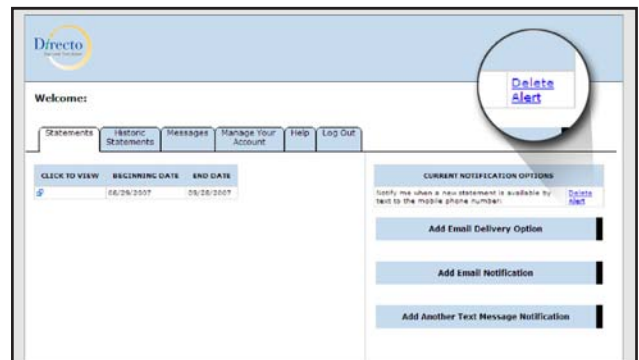 Directo
Delete
Alert
Welcome:
Statements
Historic
Statements
Messages
Manage Your
Account
Help
Log Out
CLICK TO VIEW BEGINNING DATE END DATE
06/29/2007 09/28/2007
CURRENT NOTIFICATION OPTIONS
Notify me when a new statement is available by
text to the mobile phone number:
Delete
Alert
Add Email Delivery Option
Add Email Notification
Add Another Text Message Notification